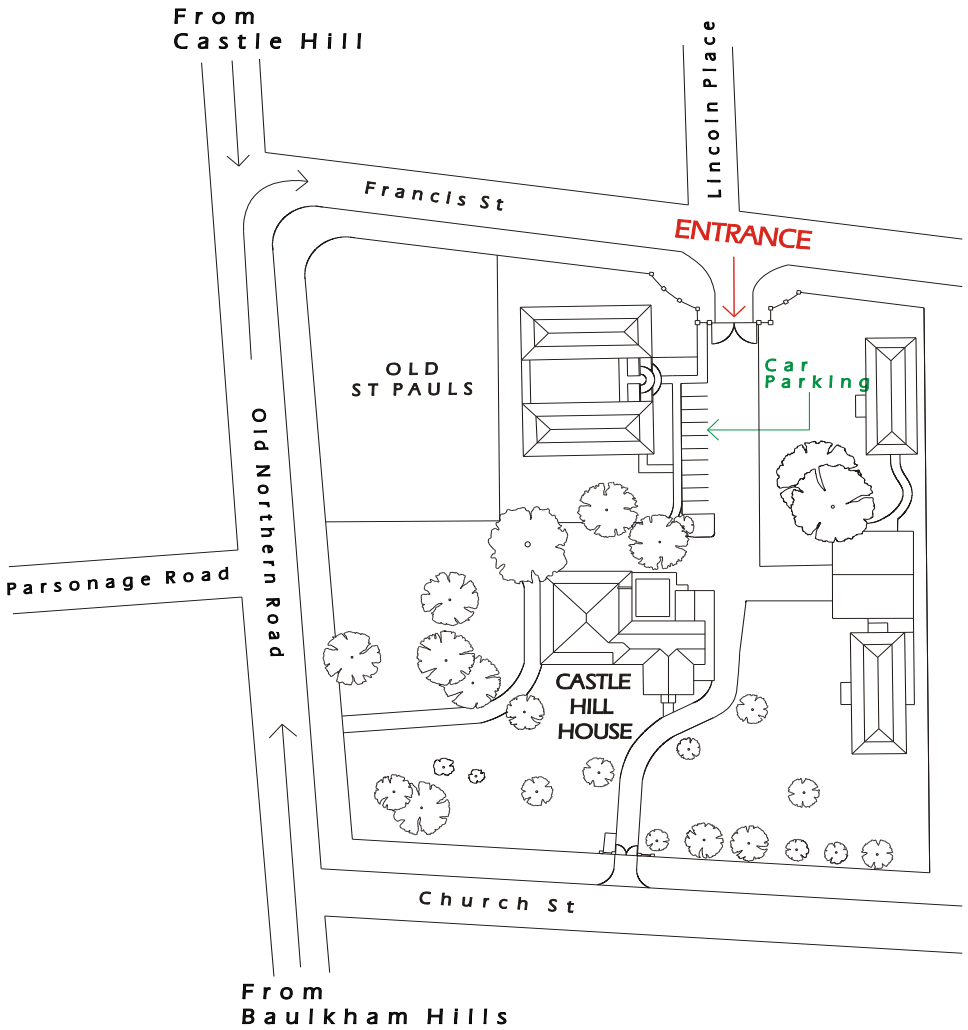 From
Castle Hill
Lincoln Place
Francis St
ENTRANCE
Car
Parking
OLD
ST PAULS
Old Northern Road
Parsonage Road
CASTLE
HILL
HOUSE
Church St
From
Baulkham Hills